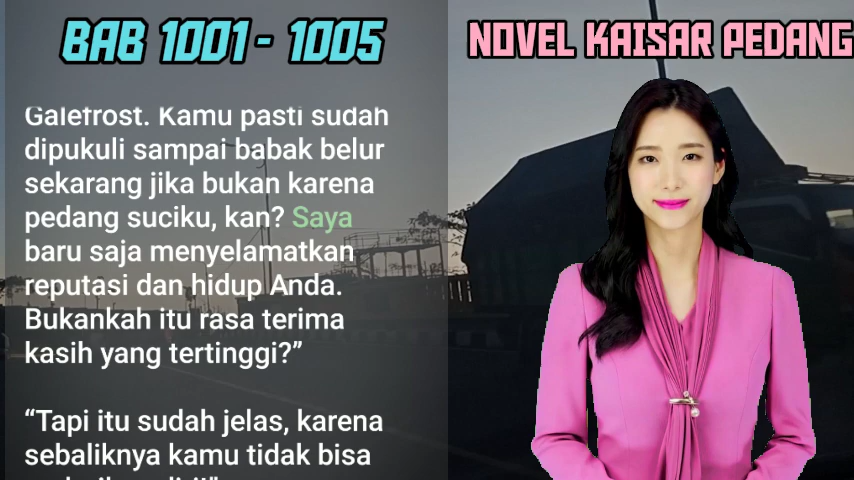 BAB 1001 - 1005
NOVEL KAISAR PEDANG
Galefrost. Kamu pasti sudah
dipukuli sampai babak belur
sekarang jika bukan karena
pedang suciku, kan? Saya
baru saja menyelamatkan
reputasi dan hidup Anda.
Bukankah itu rasa terima
kasih yang tertinggi?”
“Tapi itu sudah jelas, karena
sebaliknya kamu tidak bisa